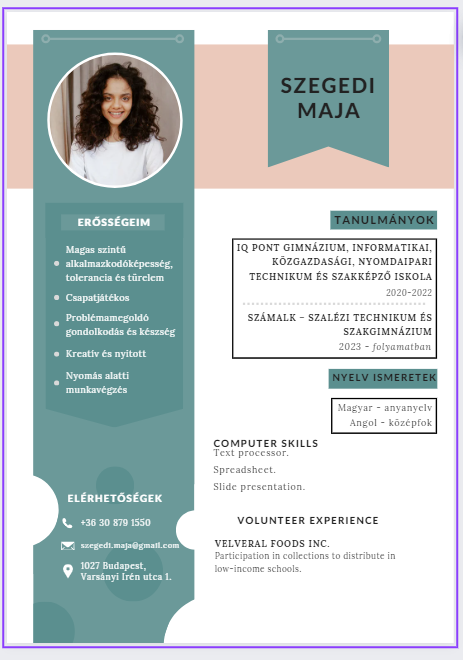 SZEGEDI
MAJA
ERŐSSÉGEIM
Magas szintű
alkalmazkodóképesség,
tolerancia és türelem
Csapatjátékos
Problémamegoldó
gondolkodás és készség
Kreatív és nyitott
Nyomás alatti
munkavégzés
ELÉRHETŐSÉGEK
+36 30 879 1550
szegedi.maja@gmail.com
1027 Budapest,
Varsányi Irén utca 1.
TANULMÁNYOK
IQ PONT GIMNÁZIUM, INFORMATIKAI,
KÖZGAZDASÁGI, NYOMDAIPARI
TECHNIKUM ÉS SZAKKÉPZŐ ISKOLA
2020-2022
SZÁMALK – SZALÉZI TECHNIKUM ÉS
SZAKGIMNÁZIUM
2023 - folyamatban
NYELV ISMERETEK
Magyar - anyanyelv
Angol - középfok
COMPUTER SKILLS
Text processor.
Spreadsheet.
Slide presentation.
VOLUNTEER EXPERIENCE
VELVERAL FOODS INC.
Participation in collections to distribute in
low-income schools.